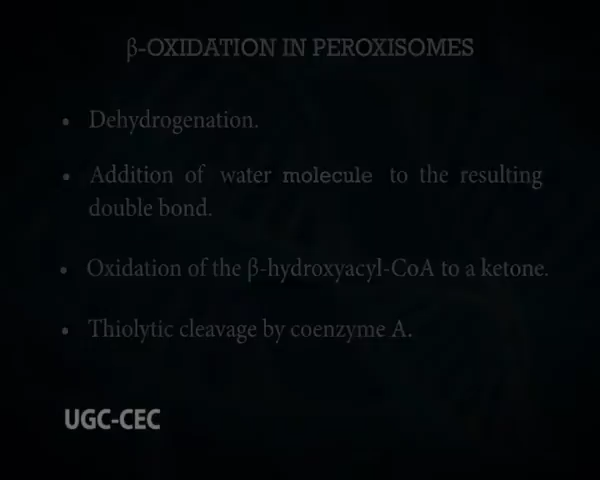 β-OXIDATION IN PEROXISOMES
• Dehydrogenation.
• Addition of water molecule to the resulting
double bond.
• Oxidation of the β-hydroxyacyl-CoA to a ketone.
• Thiolytic cleavage by coenzyme A.
UGC-CEC